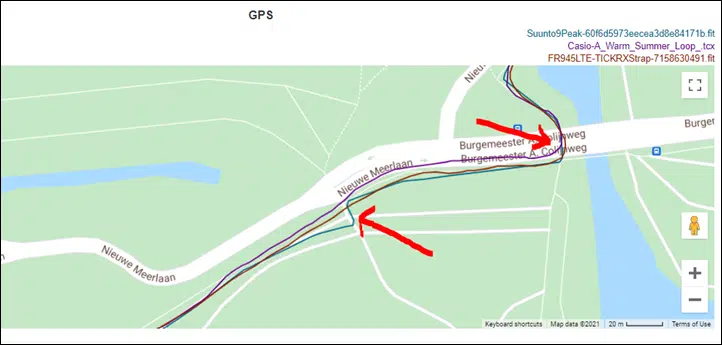 GPS
Suunto9Peak-60f6d5973eecea3d8e84171b.fit
Casio-A_Warm_Summer_Loop_.tcx
FR945LTE-TICKRXStrap-7158630491.fit
Nieuw
Burgemeester A. Colijnweg
Burgemeester A. Colijnweg
Burge
Nieuwe Meerlaan
Nieuwe Meerlaan
Keyboard shortcuts
Map data ©2021
20 m
Terms of Use